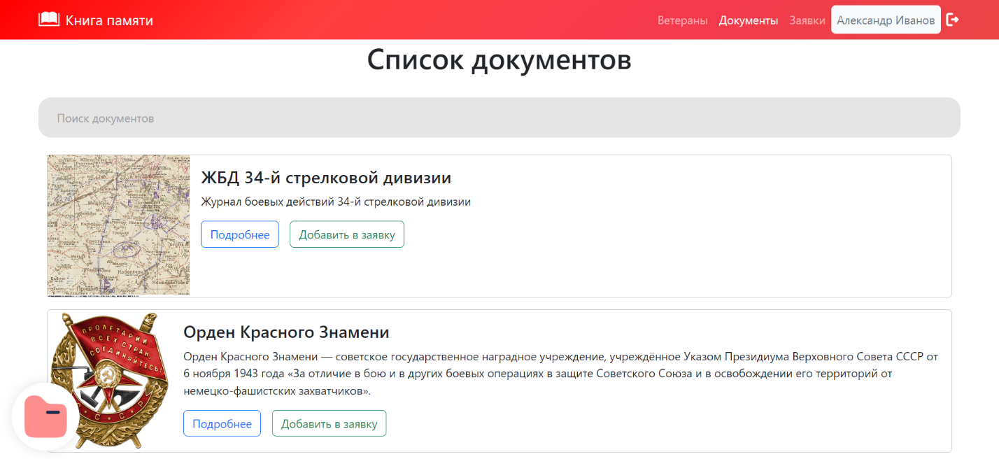 Книга памяти
Ветераны Документы Заявки Александр Иванов
Список документов
Поиск документов
ЖБД 34-й стрелковой дивизии
Журнал боевых действий 34-й стрелковой дивизии
Подробнее Добавить в заявку
ПРОЛЕТАРИИ
ВСЕХ СТРАН,
СОЕДИНЯЙТЕСЬ!
Орден Красного Знамени
Орден Красного Знамени — советское государственное наградное учреждение, учреждённое Указом Президиума Верховного Совета СССР от
6 ноября 1943 года «За отличие в бою и в других боевых операциях в защите Советского Союза и в освобождении его территорий от
немецко-фашистских захватчиков».
Подробнее Добавить в заявку